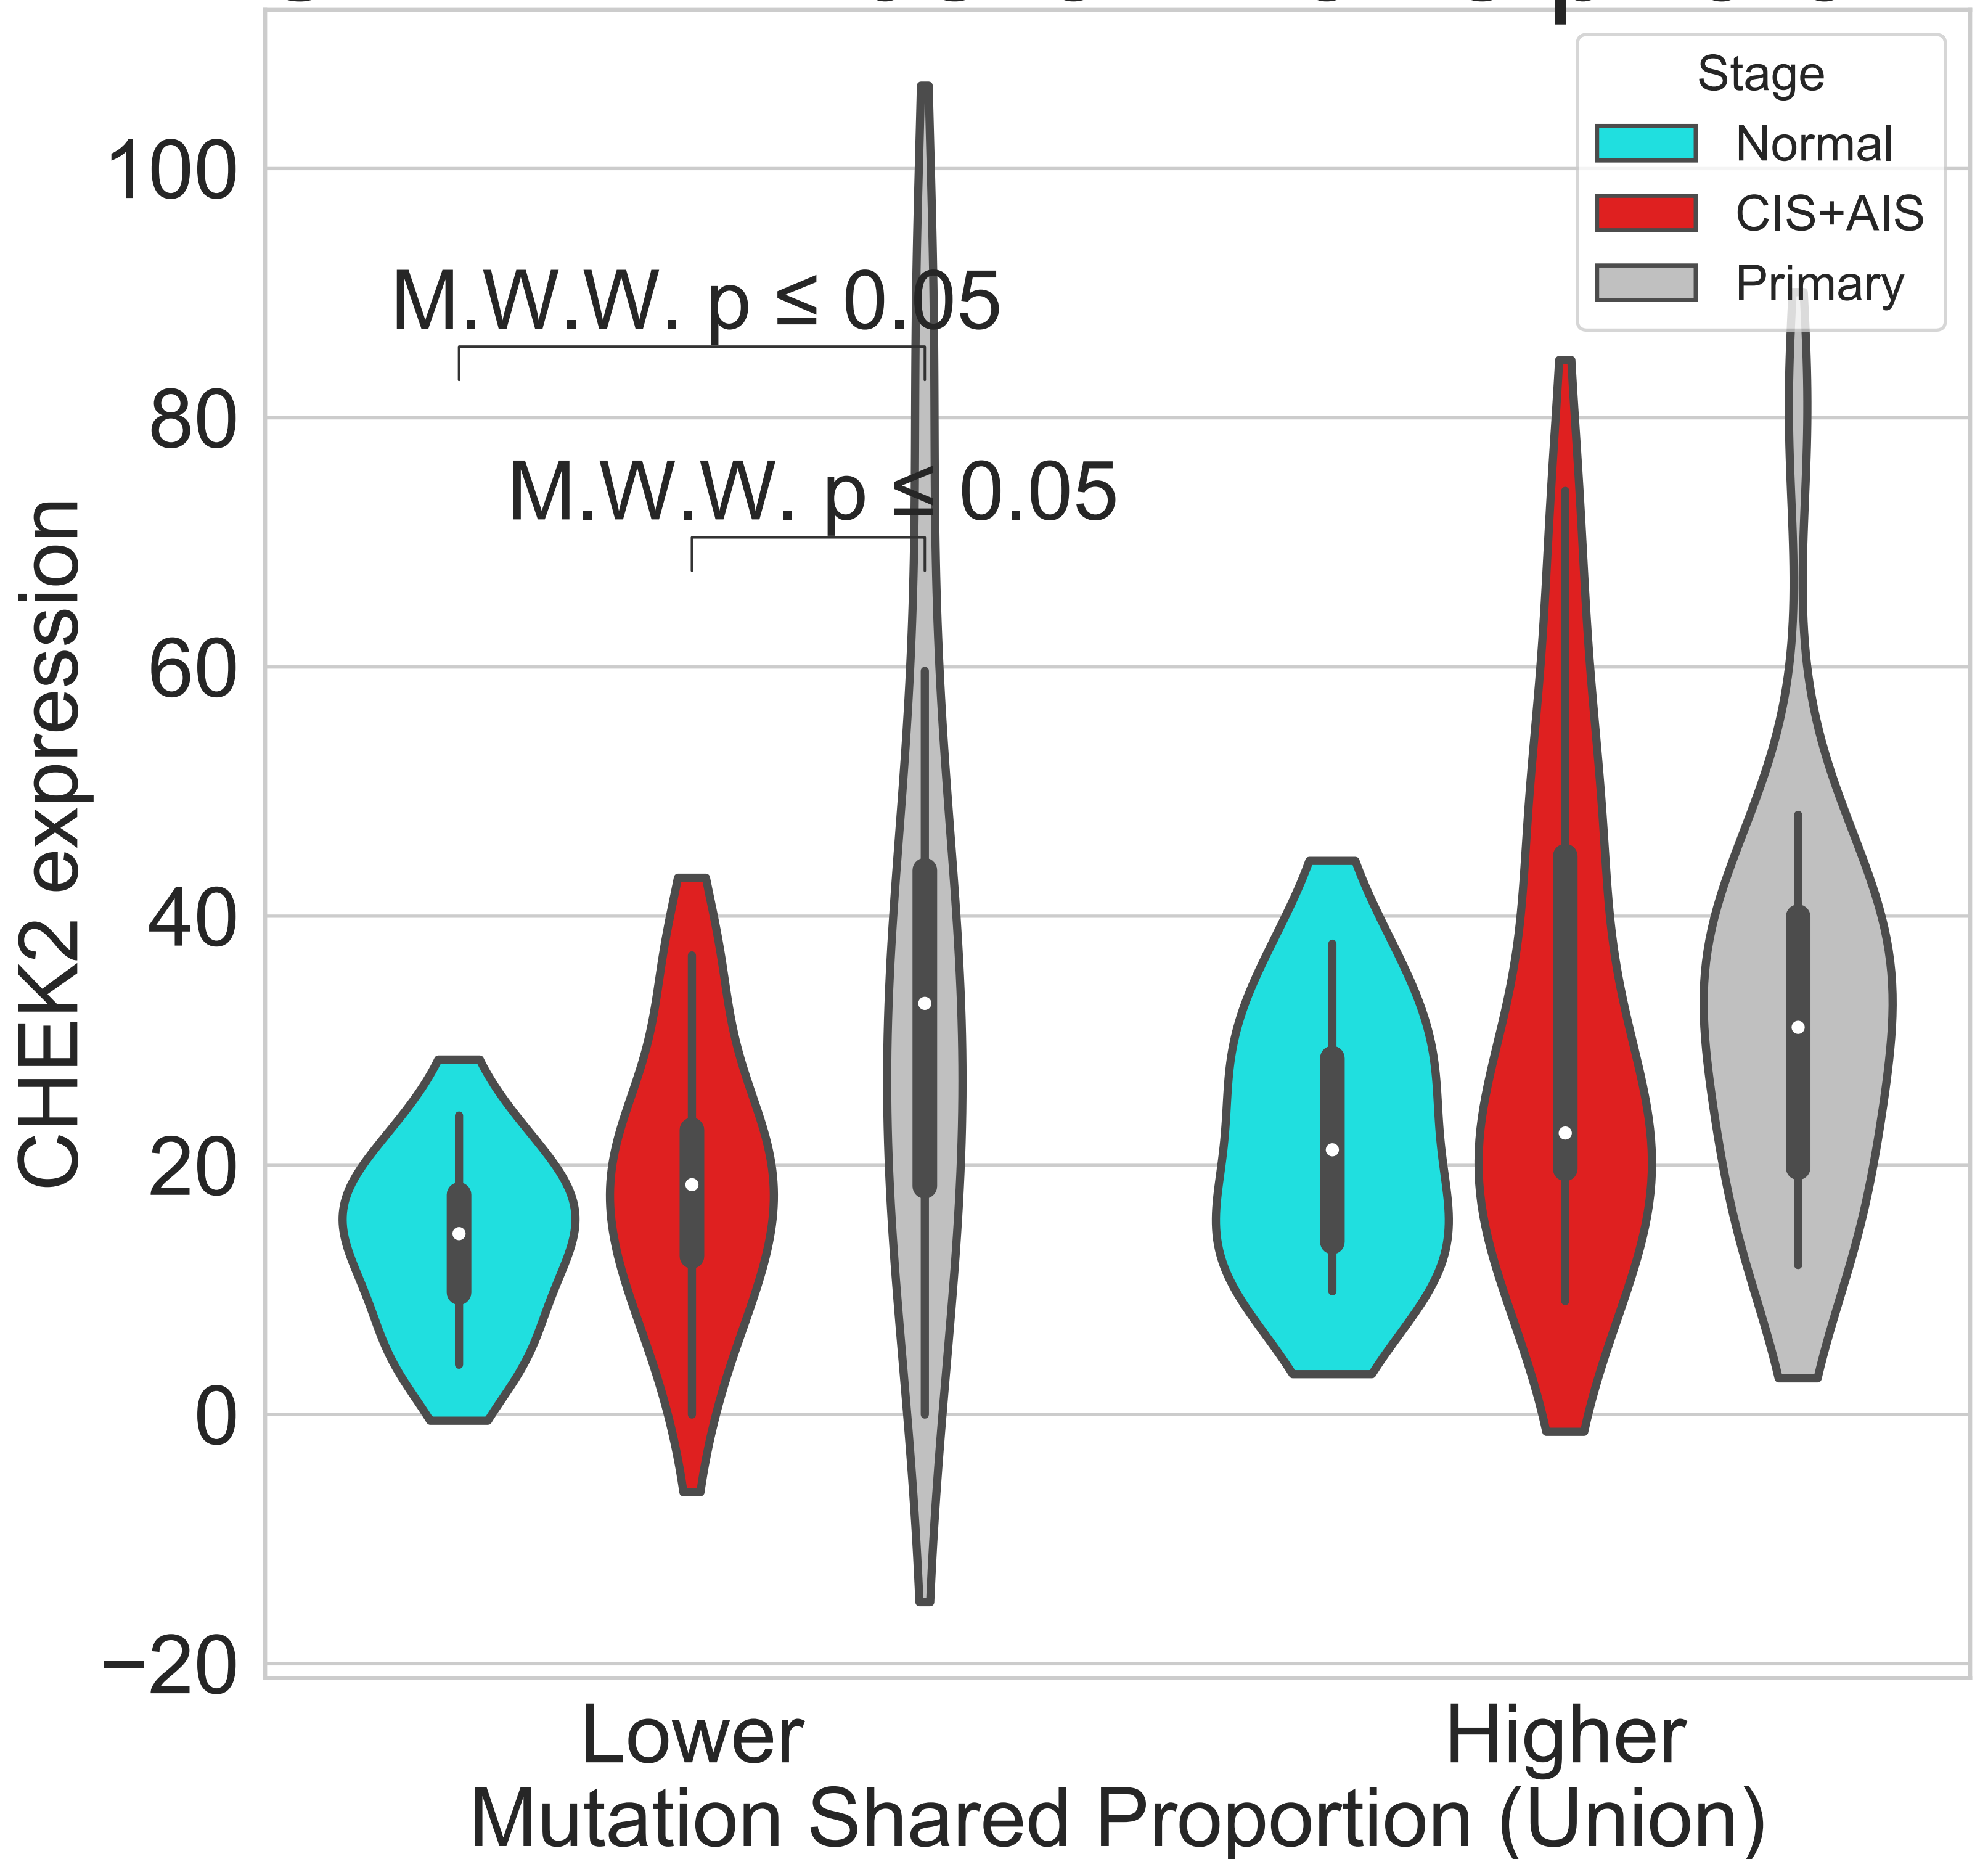 Stage
Normal
CIS+AIS
Primary
100
80
60
40
20
0
−20
CHEK2 expression
M.W.W. p ≤ 0.05
M.W.W. p ≤ 0.05
Lower
Higher
Mutation Shared Proportion (Union)